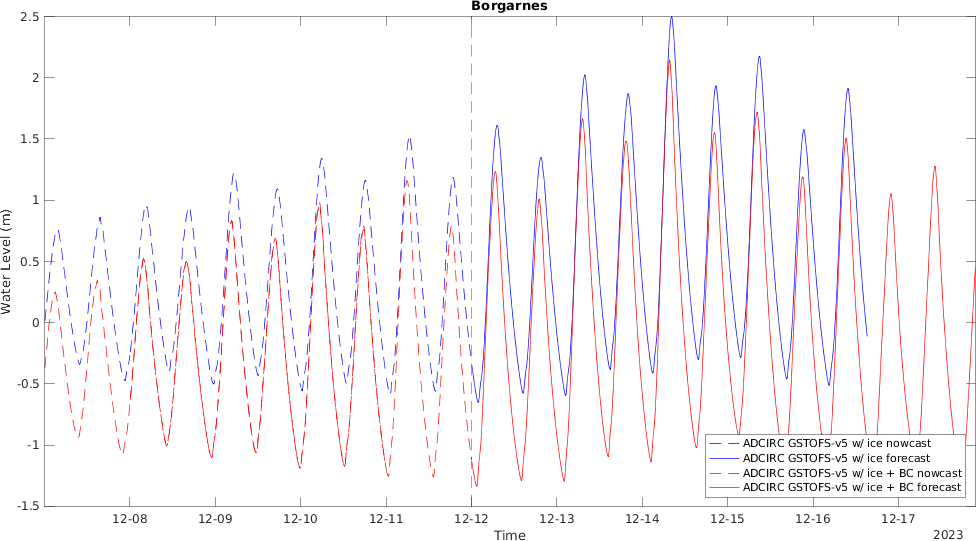 Borgarnes
2.5
2
1.5
1
0.5
0
-0.5
-1
-1.5
Water Level (m)
12-08
12-09
12-10
12-11
12-12
12-13
12-14
12-15
12-16
12-17
Time
2023
ADCIRC GSTOFS-v5 w/ ice nowcast
ADCIRC GSTOFS-v5 w/ ice forecast
ADCIRC GSTOFS-v5 w/ ice + BC nowcast
ADCIRC GSTOFS-v5 w/ ice + BC forecast